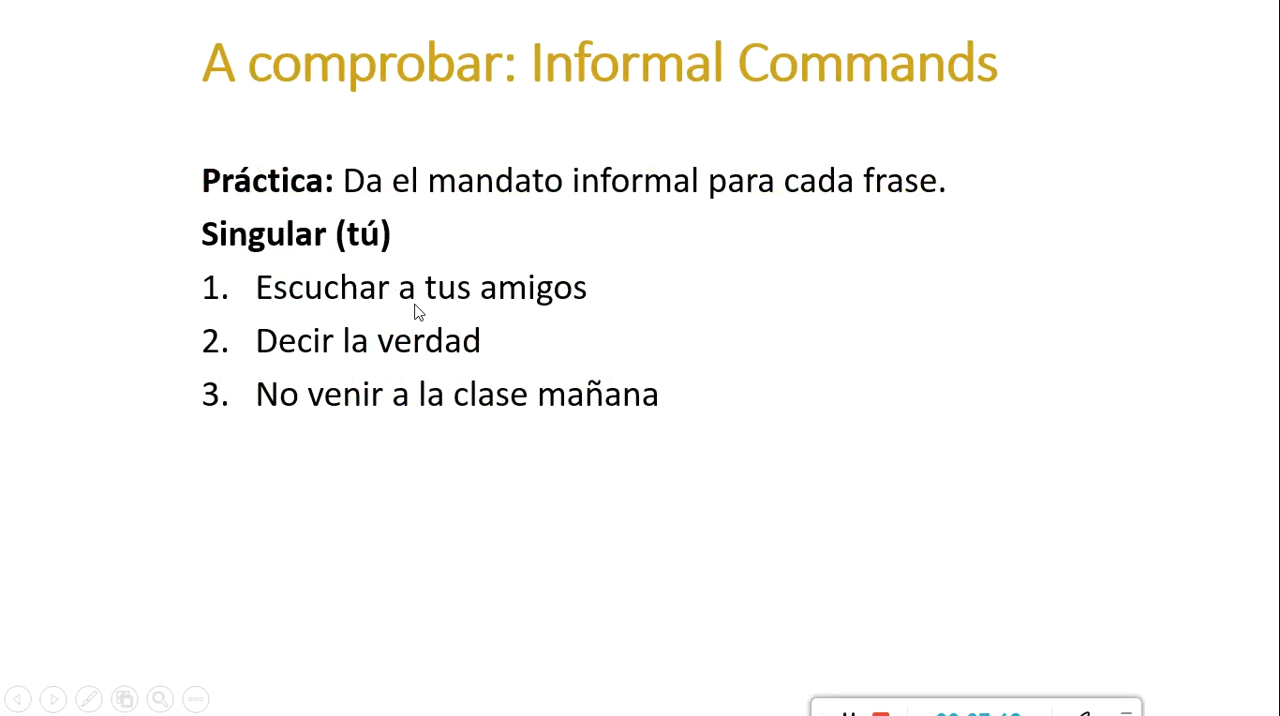 A comprobar: Informal Commands
Práctica: Da el mandato informal para cada frase.
Singular (tú)
1. Escuchar a tus amigos
2. Decir la verdad
3. No venir a la clase mañana